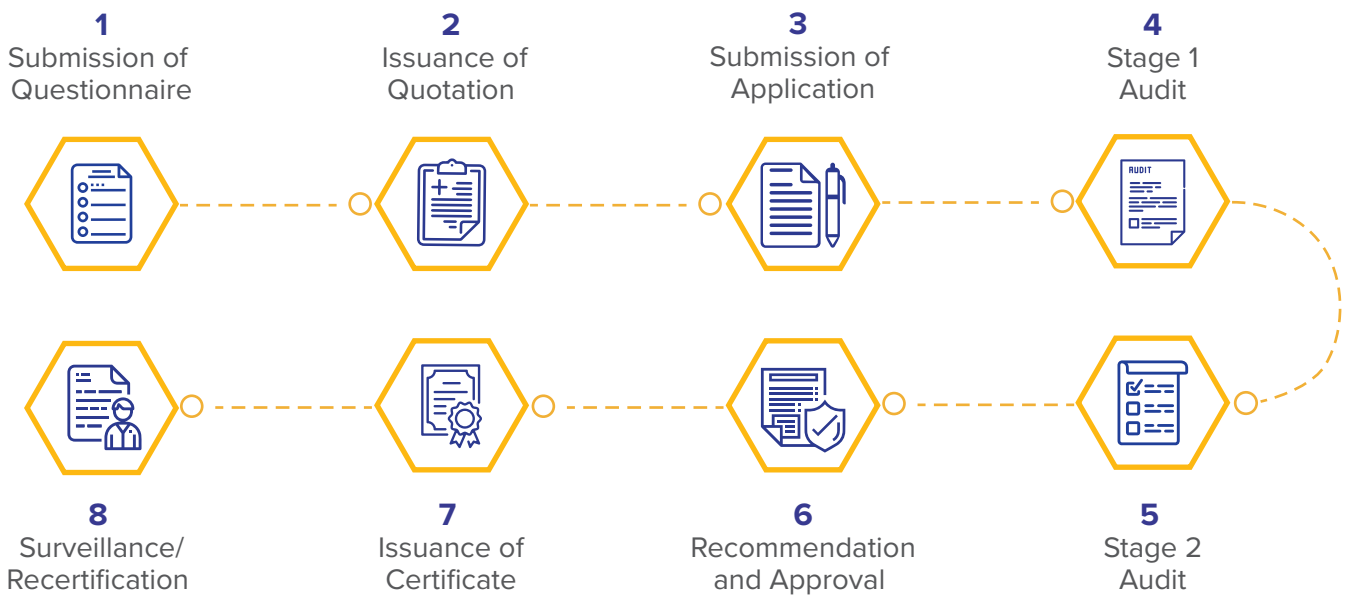 1
Submission of
Questionnaire
2
Issuance of
Quotation
3
Submission of
Application
4
Stage 1
Audit
AUDIT
5
Stage 2
Audit
6
Recommendation
and Approval
7
Issuance of
Certificate
8
Surveillance/
Recertification